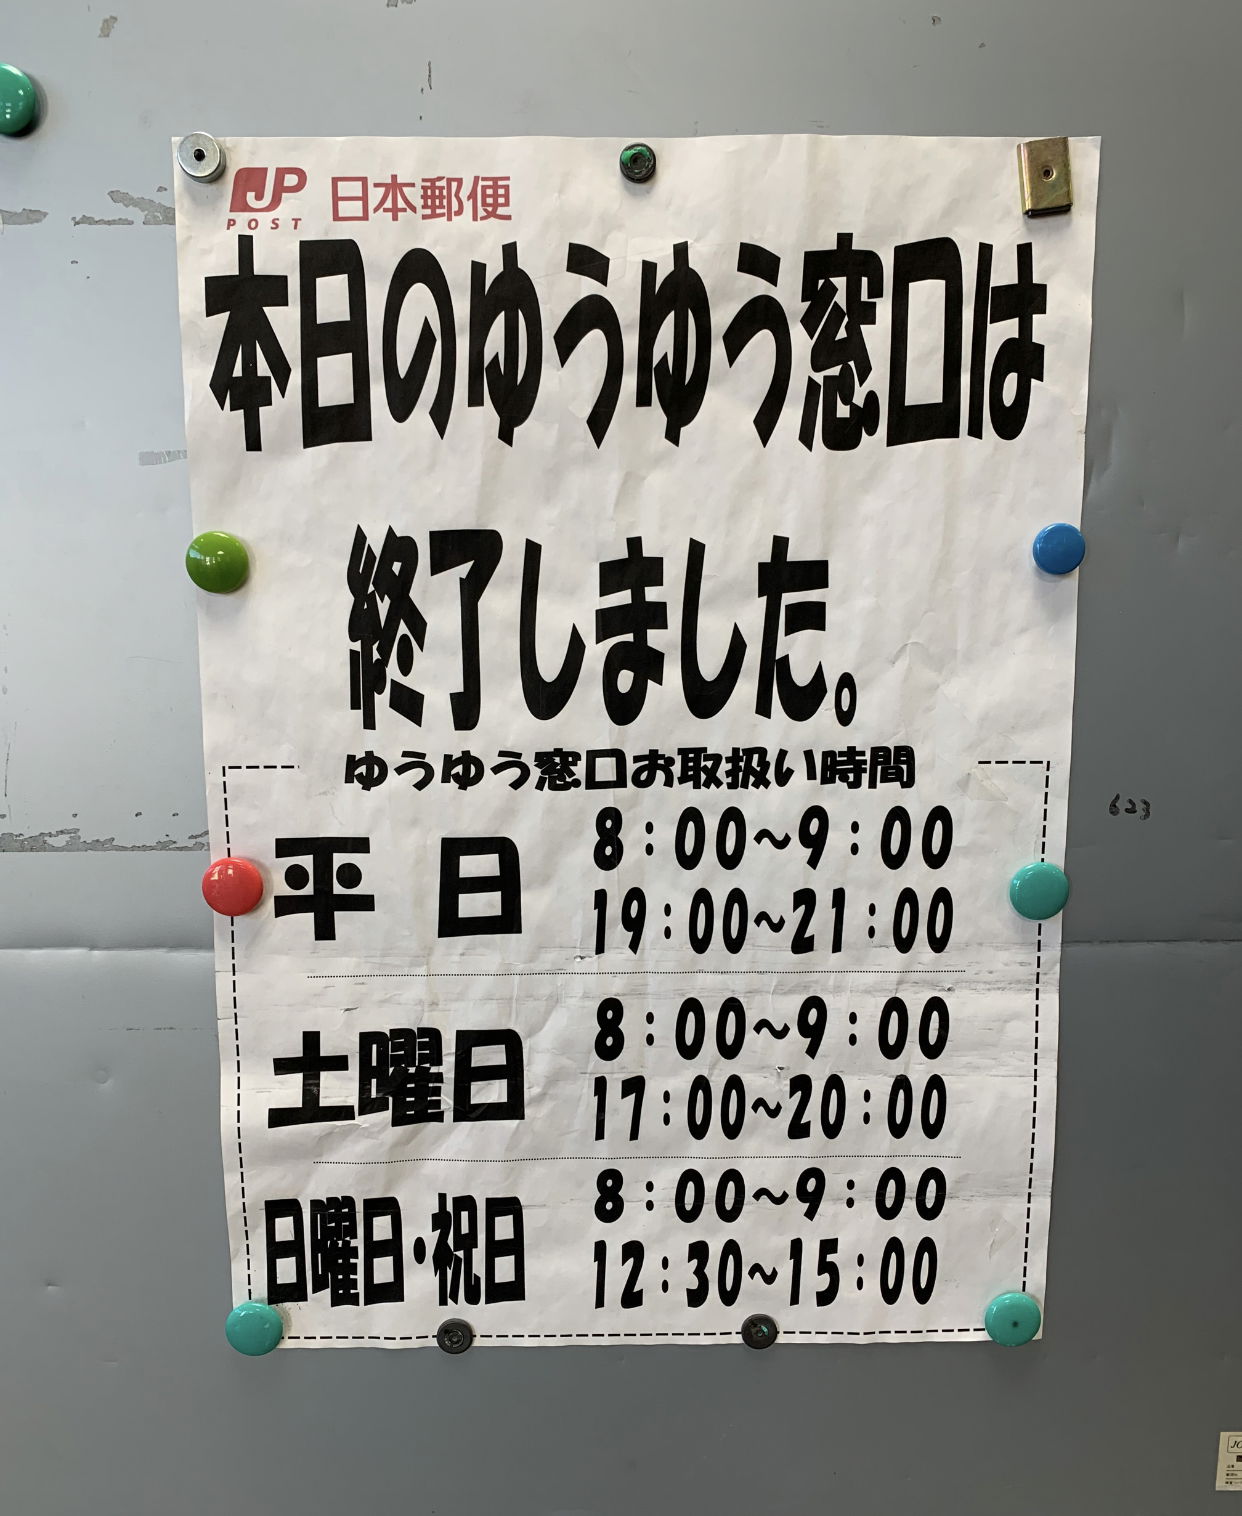 JP
POST 日本郵便
本日のゆうゆう窓口は
終了しました。
ゆうゆう窓口お取扱い時間
平日 8:00~9:00
19:00~21:00
土曜日 8:00~9:00
17:00~20:00
日曜日・祝日 8:00~9:00
12:30~15:00
623